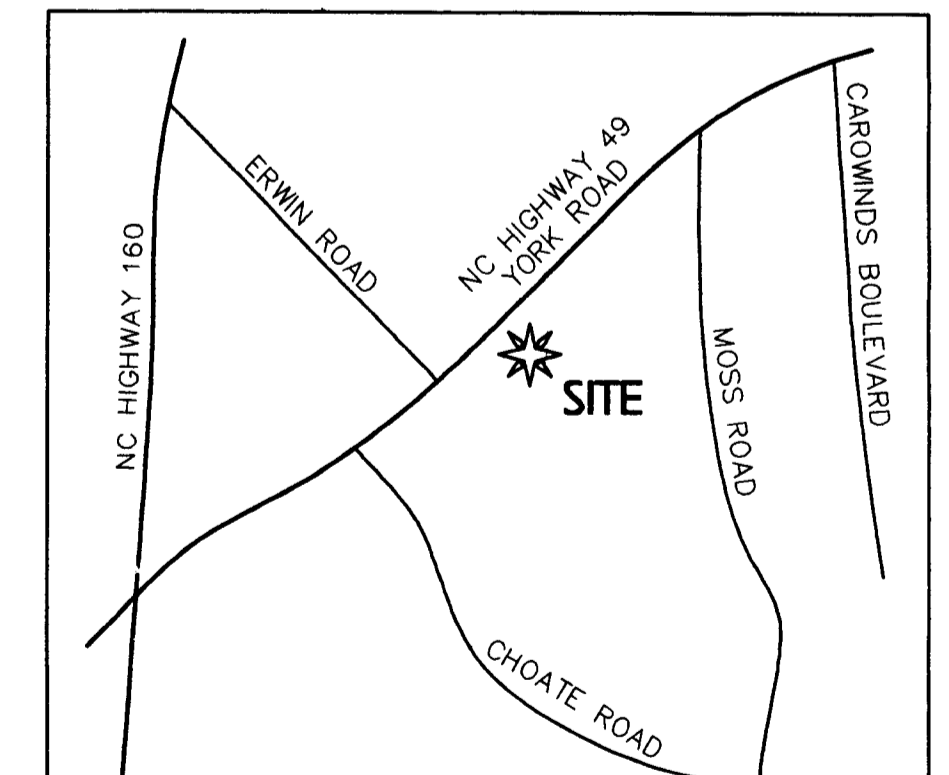 NC HIGHWAY 160
ERWIN ROAD
NC HIGHWAY 49
YORK ROAD
SITE
MOSS ROAD
CAROWINDS BOULEVARD
CHOATE ROAD